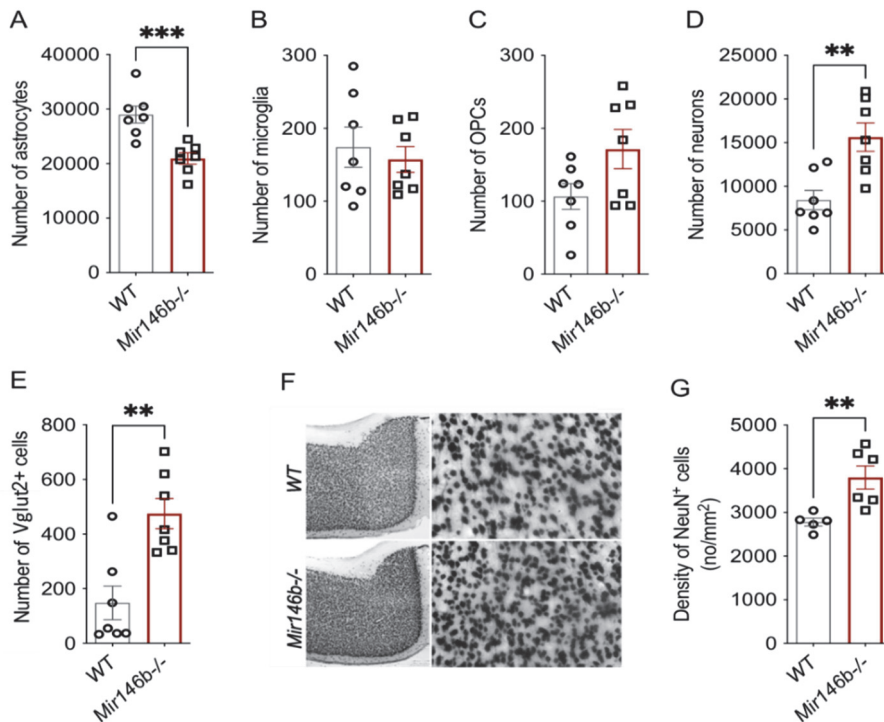 A
***
Number of astrocytes
40000
30000
20000
10000
0
WT
Mir146b-/-
B
Number of microglia
300
200
100
0
WT
Mir146b-/-
C
Number of OPCs
300
200
100
0
WT
Mir146b-/-
D
**
Number of neurons
25000
20000
15000
10000
5000
0
WT
Mir146b-/-
E
**
Number of Vglut2+ cells
800
600
400
200
0
WT
Mir146b-/-
F
WT
Mir146b-/-
G
**
Density of NeuN⁺ cells
(no/mm²)
5000
4000
3000
2000
1000
0
WT
Mir146b-/-